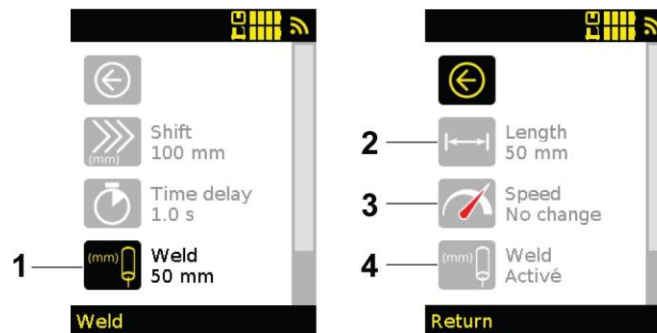 (mm)
Shift
100 mm
Time delay
1.0 s
1
(mm)
Weld
50 mm
Weld
2
Length
50 mm
3
Speed
No change
4
(mm)
Weld
Activé
Return